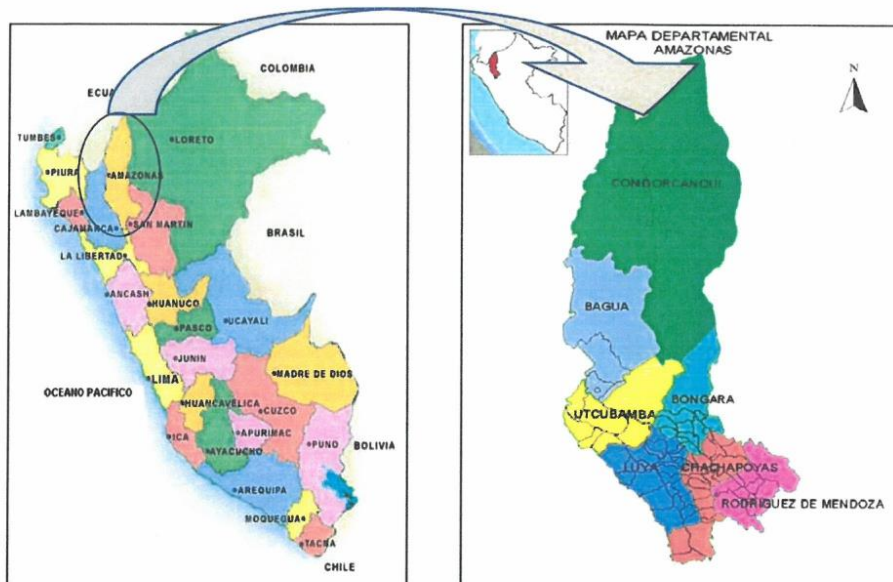 COLOMBIA
ECUA
TUMBES
LORETO
PIURA
AMAZONAS
LAMBAYEQUE
CAJAMARCA
SAN MARTIN
BRASIL
LA LIBERTAD
ANCASH
HUANUCO
PASCO
UCAYALI
JUNIN
LIMA
MADRE DE DIOS
OCEANO PACIFICO
HUANCAVELICA
CUZCO
ICA
APURIMAC
PUNO
BOLIVIA
AYACUCHO
AREQUIPA
MOQUEGUA
TACNA
CHILE
MAPA DEPARTAMENTAL
AMAZONAS
N
CONDORCANQUI
BAGUA
UTCUBAMBA
BONGARA
LUYA
CHACHAPOYAS
RODRIGUEZ DE MENDOZA